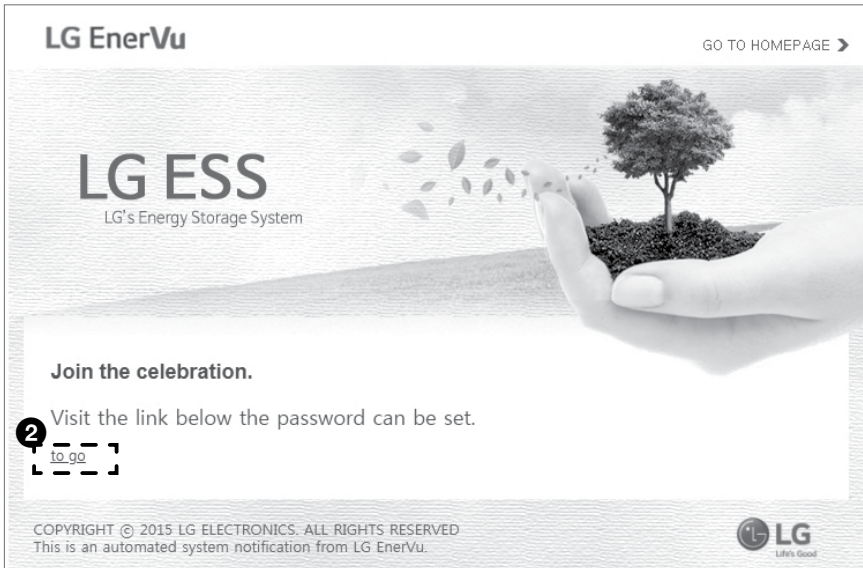 LG EnerVu
GO TO HOMEPAGE
LG ESS
LG's Energy Storage System
Join the celebration.
Visit the link below the password can be set.
2
to go
COPYRIGHT © 2015 LG ELECTRONICS. ALL RIGHTS RESERVED
This is an automated system notification from LG EnerVu.
LG
Life's Good